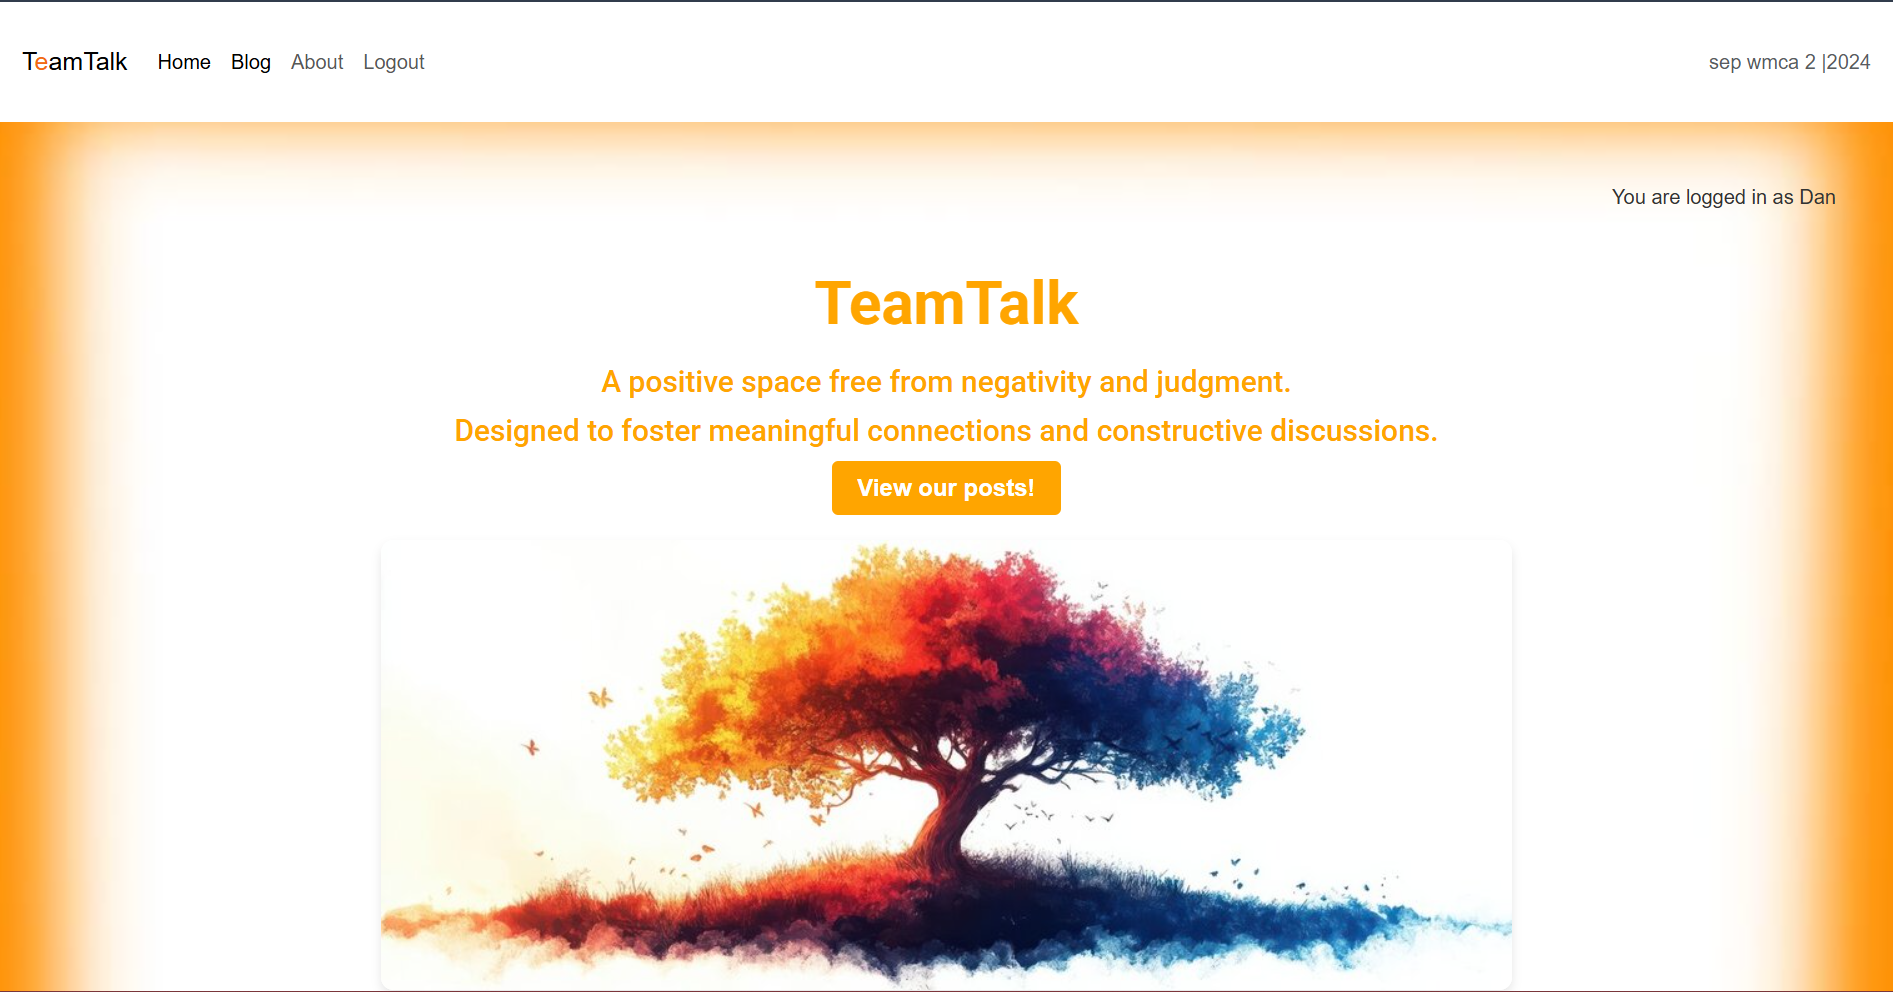 TeamTalk Home Blog About Logout sep wmca 2 |2024
You are logged in as Dan
TeamTalk
A positive space free from negativity and judgment.
Designed to foster meaningful connections and constructive discussions.
View our posts!